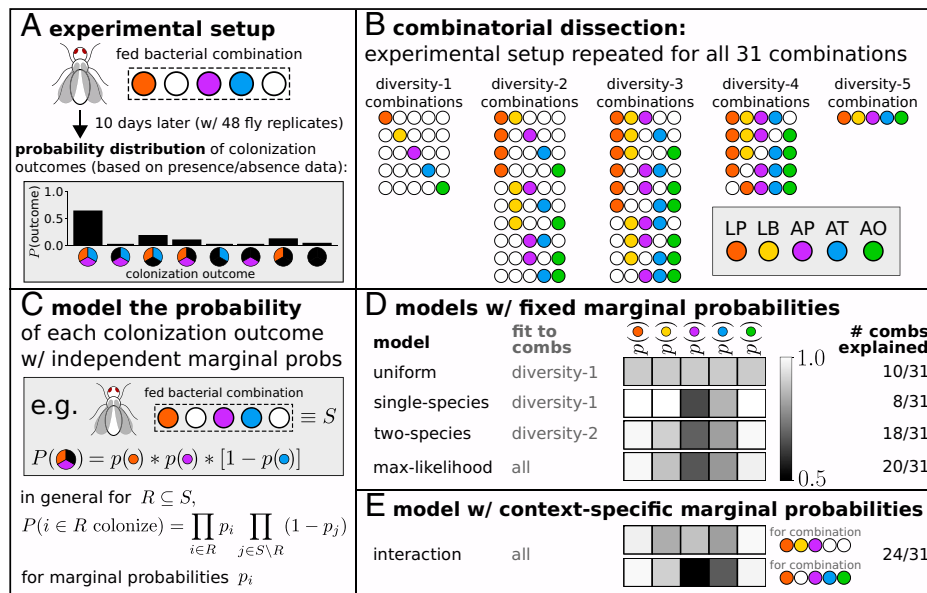 A experimental setup
fed bacterial combination
10 days later (w/ 48 fly replicates)
probability distribution of colonization
outcomes (based on presence/absence data):
P(outcome)
1.0
0.5
0.0
colonization outcome
B combinatorial dissection:
experimental setup repeated for all 31 combinations
diversity-1
combinations
diversity-2
combinations
diversity-3
combinations
diversity-4
combinations
diversity-5
combination
LP LB AP AT AO
C model the probability
of each colonization outcome
w/ independent marginal probs
e.g.
fed bacterial combination
≡ S
P( ) = p( ) * p( ) * [1 − p( )]
in general for R ⊆ S,
P(i ∈ R colonize) = ∏ p_i ∏ (1 − p_j)
i∈R j∈S\R
for marginal probabilities p_i
D models w/ fixed marginal probabilities
model
fit to
combs
p( ) p( ) p( ) p( ) p( )
# combs
explained
uniform diversity-1 10/31
single-species diversity-1 8/31
two-species diversity-2 18/31
max-likelihood all 20/31
1.0
0.5
E model w/ context-specific marginal probabilities
for combination
interaction all 24/31
for combination